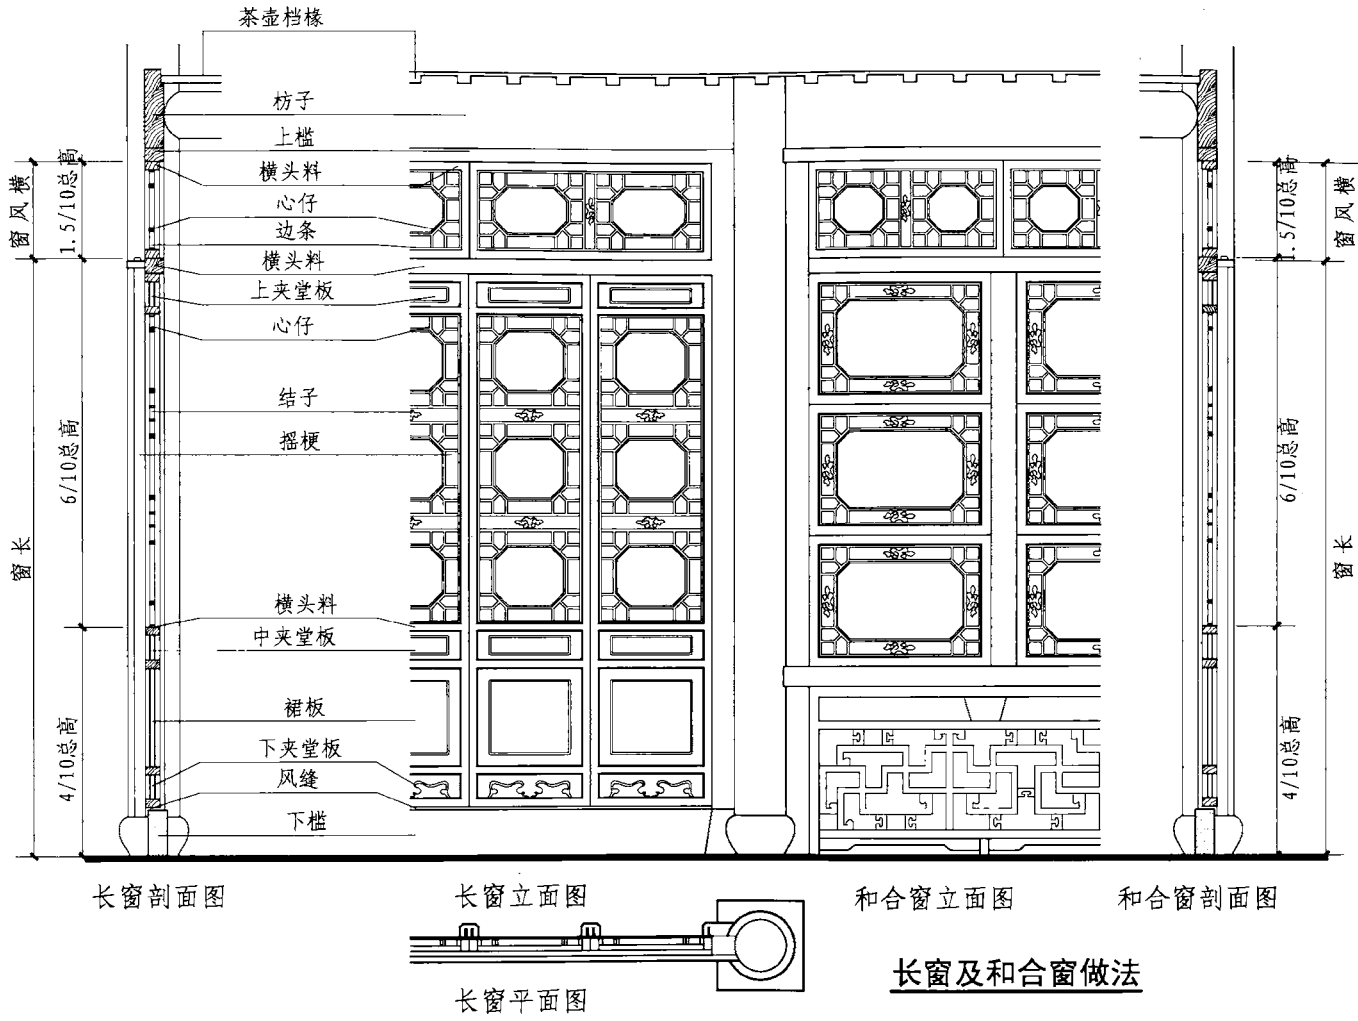 茶壶档椽
枋子
上槛
横头料
心仔
边条
横头料
上夹堂板
心仔
结子
摇梗
横头料
中夹堂板
裙板
下夹堂板
风缝
下槛
窗风横
1.5/10总高
窗长
6/10总高
4/10总高
1.5/10总高
窗风横
6/10总高
窗长
4/10总高
长窗剖面图
长窗立面图
和合窗立面图
和合窗剖面图
长窗平面图
长窗及和合窗做法